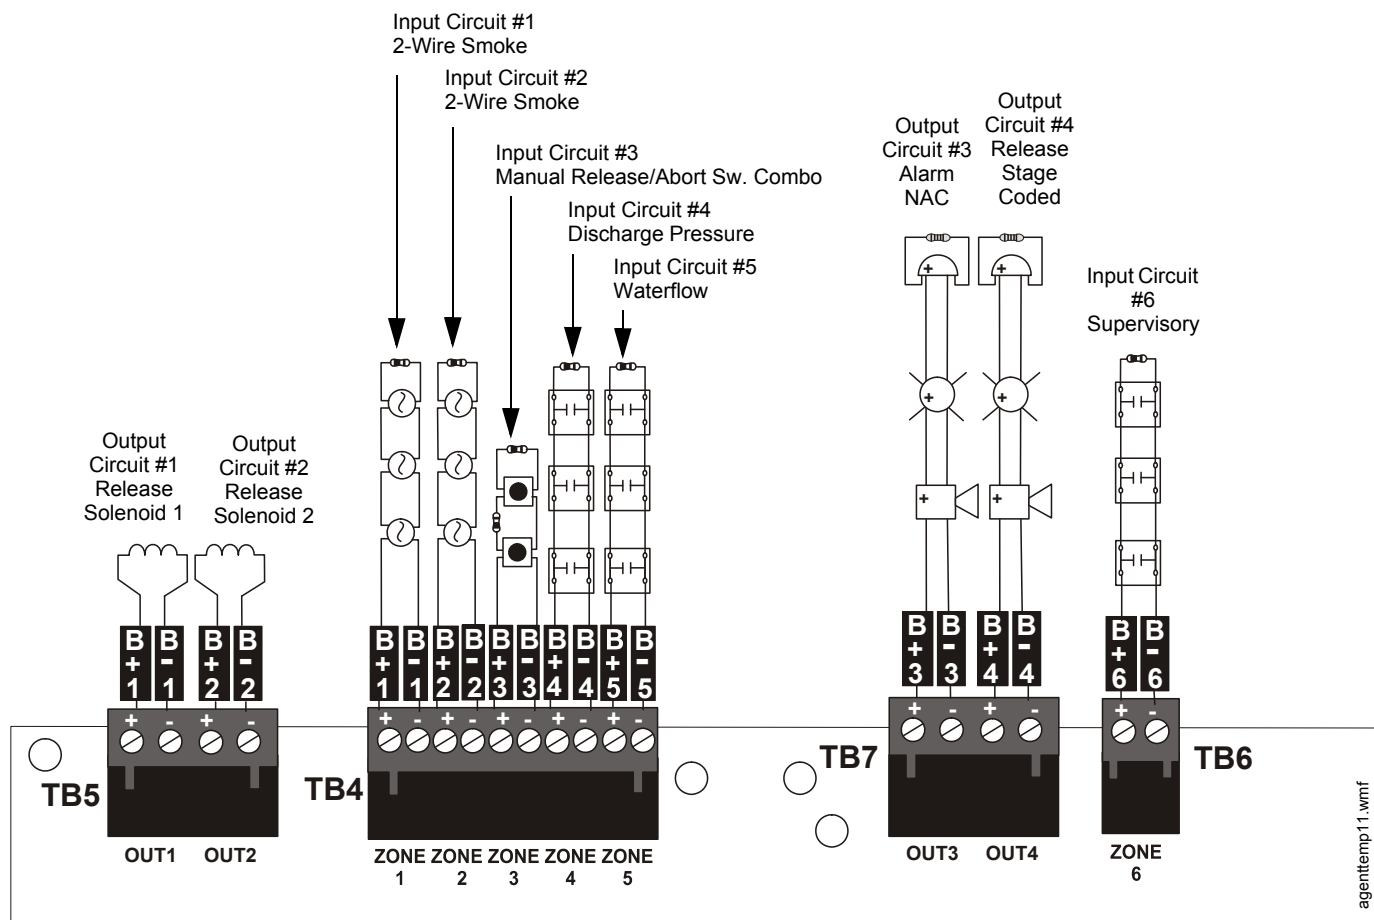 Input Circuit #1
2-Wire Smoke
Input Circuit #2
2-Wire Smoke
Input Circuit #3
Manual Release/Abort Sw. Combo
Input Circuit #4
Discharge Pressure
Input Circuit #5
Waterflow
Output
Circuit #3
Alarm
NAC
Output
Circuit #4
Release
Stage
Coded
Input Circuit
#6
Supervisory
Output
Circuit #1
Release
Solenoid 1
Output
Circuit #2
Release
Solenoid 2
B+1
B-1
B+2
B-2
B+1
B-1
B+2
B-2
B+3
B-3
B+4
B-4
B+5
B-5
B+3
B-3
B+4
B-4
B+6
B-6
+ - + -
+ - + - + - + - + -
+ - + -
+ -
TB5
TB4
TB7
TB6
OUT1
OUT2
ZONE
1
ZONE
2
ZONE
3
ZONE
4
ZONE
5
OUT3
OUT4
ZONE
6
agenttemp11.wmf